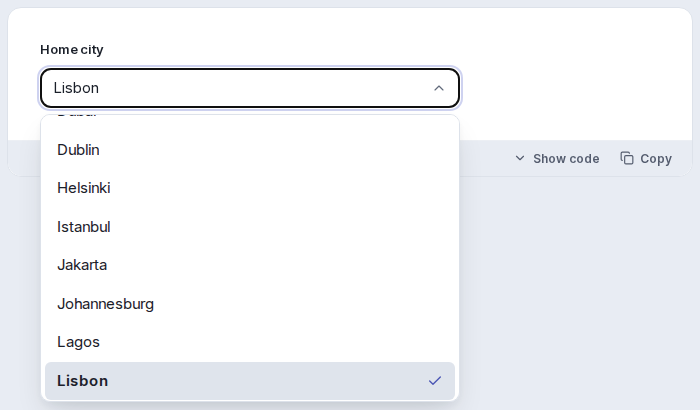 Home city
Lisbon
Dublin
Helsinki
Istanbul
Jakarta
Johannesburg
Lagos
Lisbon
Show code
Copy